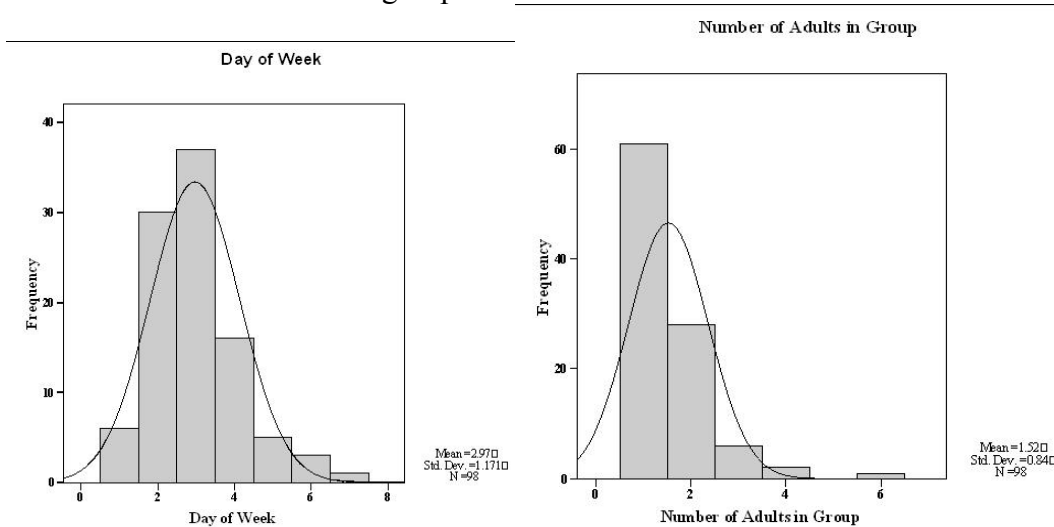 group
Day of Week
40
30
20
10
0
Frequency
0 2 4 6 8
Day of Week
Mean =2.97
Std. Dev. =1.171
N =98
Number of Adults in Group
60
40
20
0
Frequency
0 2 4 6
Number of Adults in Group
Mean =1.52
Std. Dev. =0.84
N =98